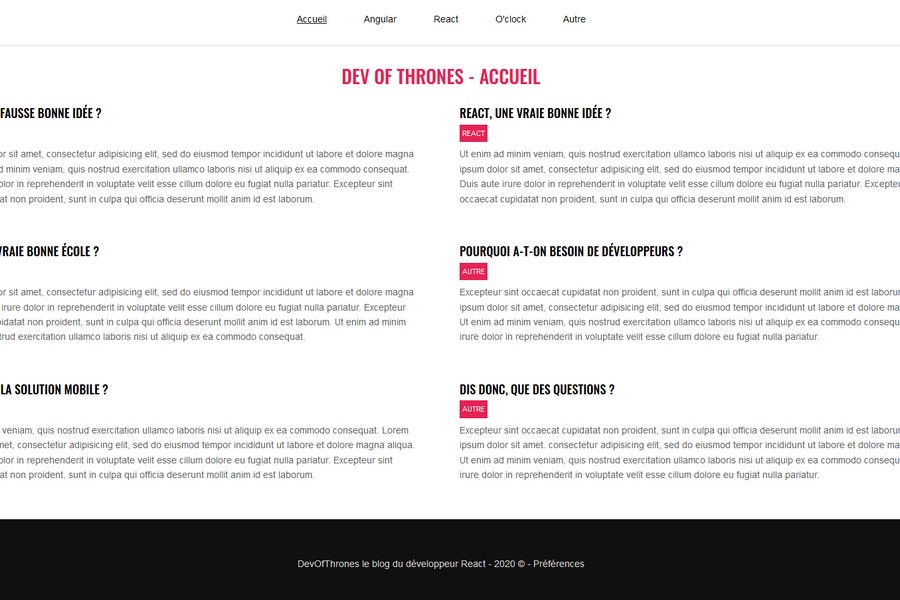 Accueil Angular React O'clock Autre
DEV OF THRONES - ACCUEIL
FAUSSE BONNE IDÉE ?
sit amet, consectetur adipisicing elit, sed do eiusmod tempor incididunt ut labore et dolore magna
minim veniam, quis nostrud exercitation ullamco laboris nisi ut aliquip ex ea commodo consequat.
in reprehenderit in voluptate velit esse cillum dolore eu fugiat nulla pariatur. Excepteur sint
non proident, sunt in culpa qui officia deserunt mollit anim id est laborum.
REACT, UNE VRAIE BONNE IDÉE ?
REACT
Ut enim ad minim veniam, quis nostrud exercitation ullamco laboris nisi ut aliquip ex ea commodo
ipsum dolor sit amet, consectetur adipisicing elit, sed do eiusmod tempor incididunt ut labore et dolore
Duis aute irure dolor in reprehenderit in voluptate velit esse cillum dolore eu fugiat nulla pariatur.
occaecat cupidatat non proident, sunt in culpa qui officia deserunt mollit anim id est laborum.
VRAIE BONNE ÉCOLE ?
sit amet, consectetur adipisicing elit, sed do eiusmod tempor incididunt ut labore et dolore magna
irure dolor in reprehenderit in voluptate velit esse cillum dolore eu fugiat nulla pariatur. Excepteur
non proident, sunt in culpa qui officia deserunt mollit anim id est laborum. Ut enim ad minim
exercitation ullamco laboris nisi ut aliquip ex ea commodo consequat.
POURQUOI A-T-ON BESOIN DE DÉVELOPPEURS ?
AUTRE
Excepteur sint occaecat cupidatat non proident, sunt in culpa qui officia deserunt mollit anim id est
ipsum dolor sit amet, consectetur adipisicing elit, sed do eiusmod tempor incididunt ut labore et dolore
Ut enim ad minim veniam, quis nostrud exercitation ullamco laboris nisi ut aliquip ex ea commodo
irure dolor in reprehenderit in voluptate velit esse cillum dolore eu fugiat nulla pariatur.
LA SOLUTION MOBILE ?
veniam, quis nostrud exercitation ullamco laboris nisi ut aliquip ex ea commodo consequat. Lorem
consectetur adipisicing elit, sed do eiusmod tempor incididunt ut labore et dolore magna aliqua.
in reprehenderit in voluptate velit esse cillum dolore eu fugiat nulla pariatur. Excepteur sint
non proident, sunt in culpa qui officia deserunt mollit anim id est laborum.
DIS DONC, QUE DES QUESTIONS ?
AUTRE
Excepteur sint occaecat cupidatat non proident, sunt in culpa qui officia deserunt mollit anim id est
ipsum dolor sit amet. consectetur adipisicing elit, sed do eiusmod tempor incididunt ut labore et dolore
Ut enim ad minim veniam, quis nostrud exercitation ullamco laboris nisi ut aliquip ex ea commodo
irure dolor in reprehenderit in voluptate velit esse cillum dolore eu fugiat nulla pariatur.
DevOfThrones le blog du développeur React - 2020 © - Préférences